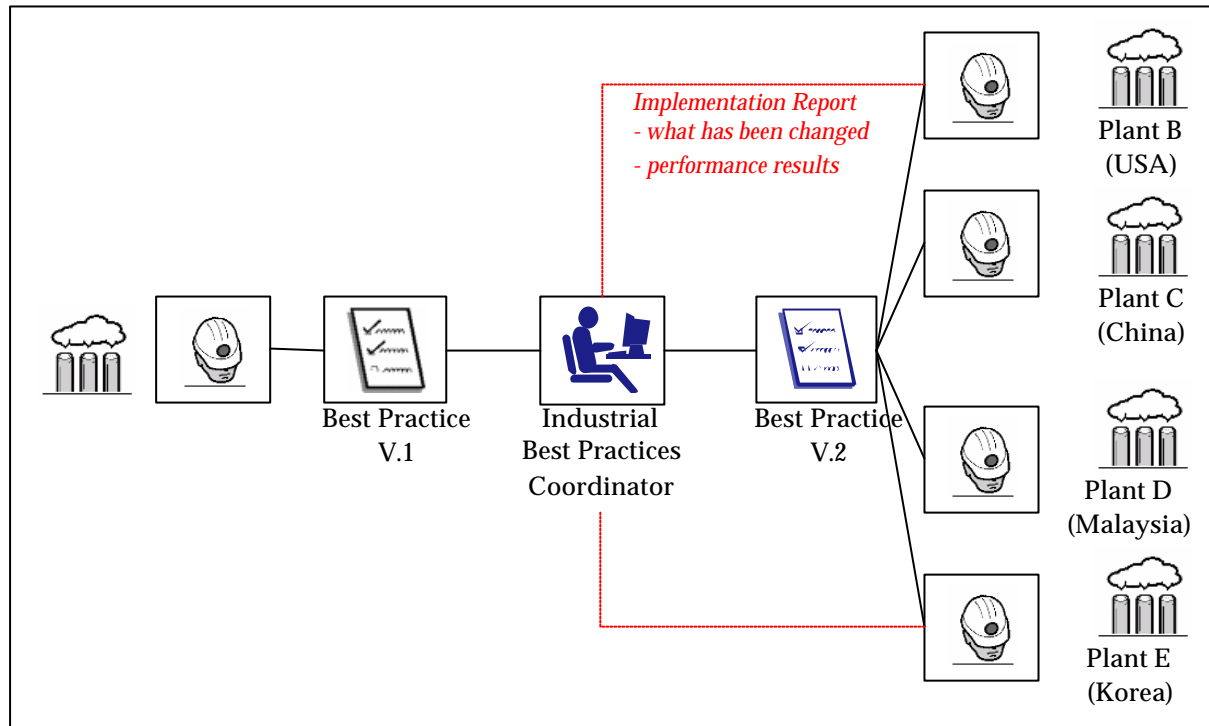 Implementation Report
- what has been changed
- performance results
Plant B
(USA)
Plant C
(China)
Best Practice
V.1
Industrial
Best Practices
Coordinator
Best Practice
V.2
Plant D
(Malaysia)
Plant E
(Korea)